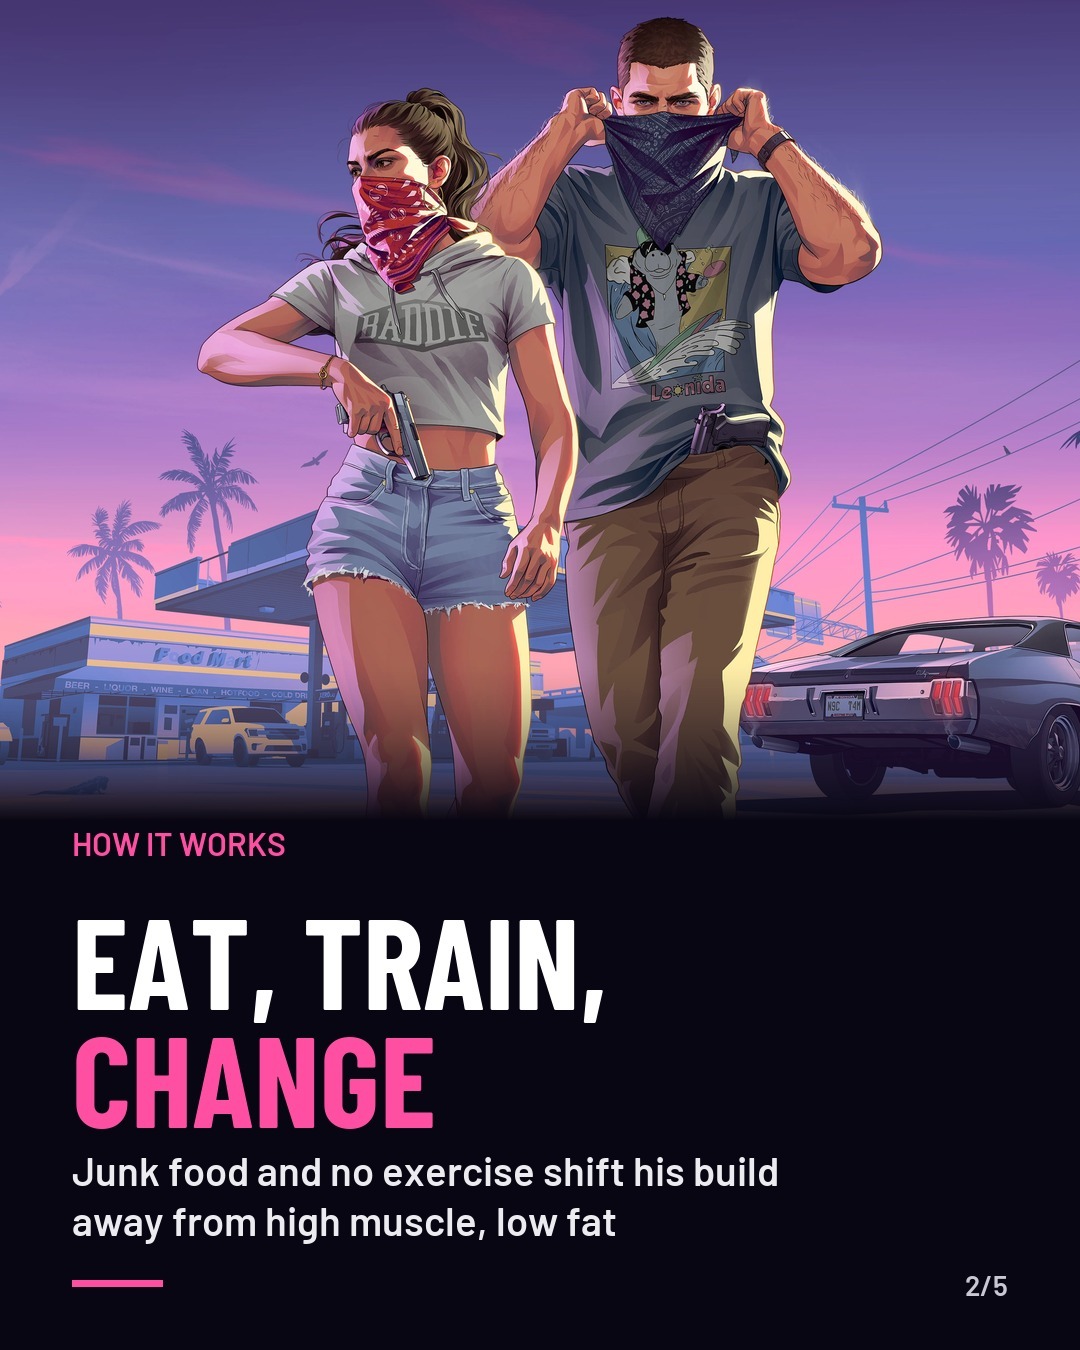 BADDIE
Leonida
Food Mart
BEER - LIQUOR - WINE - LOAN - HOTFOOD - COLD DRI
HOW IT WORKS
EAT, TRAIN,
CHANGE
Junk food and no exercise shift his build
away from high muscle, low fat
2/5